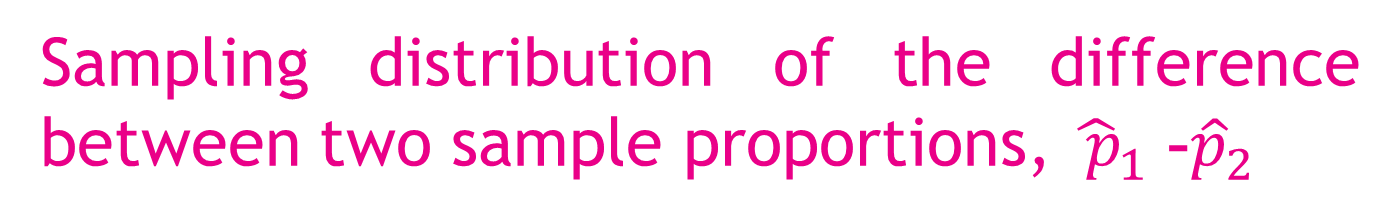 Sampling distribution of the difference
between two sample proportions, p̂₁ -p̂₂